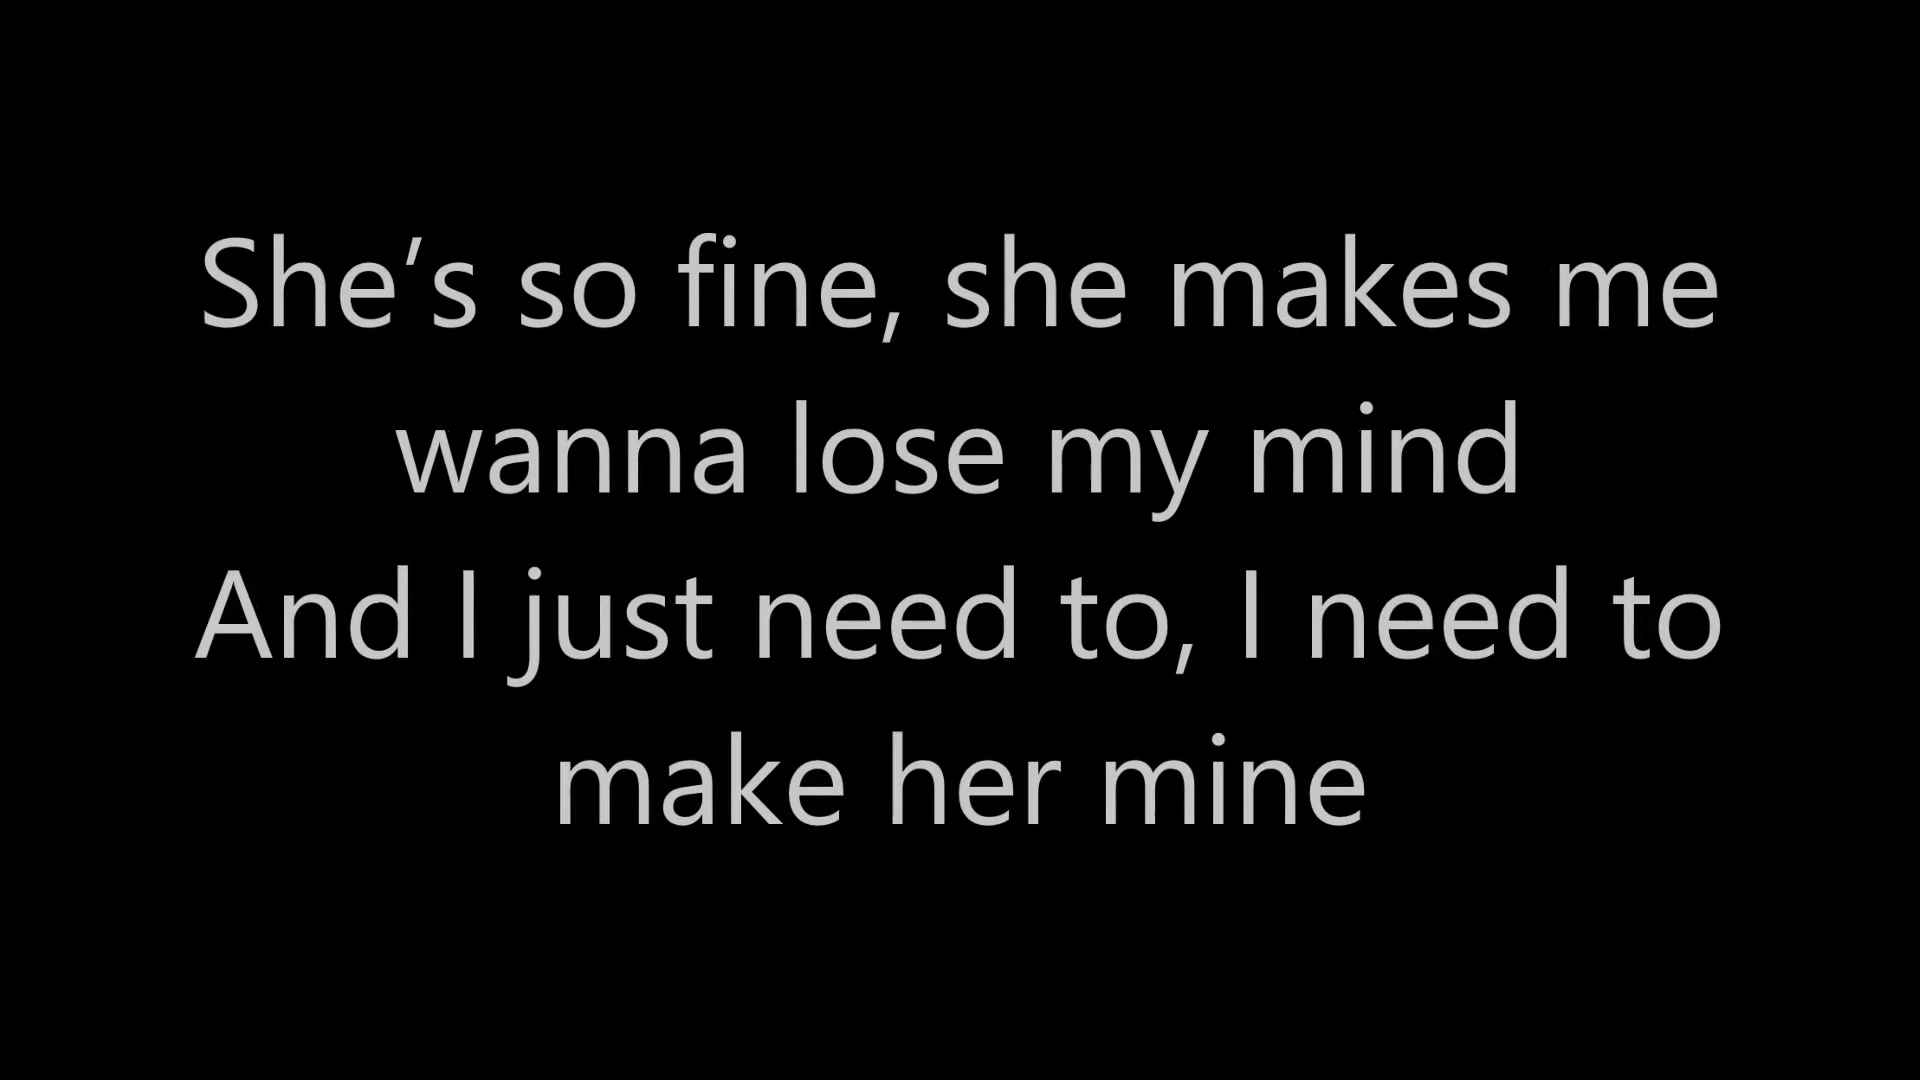 She’s so fine, she makes me
wanna lose my mind
And I just need to, I need to
make her mine